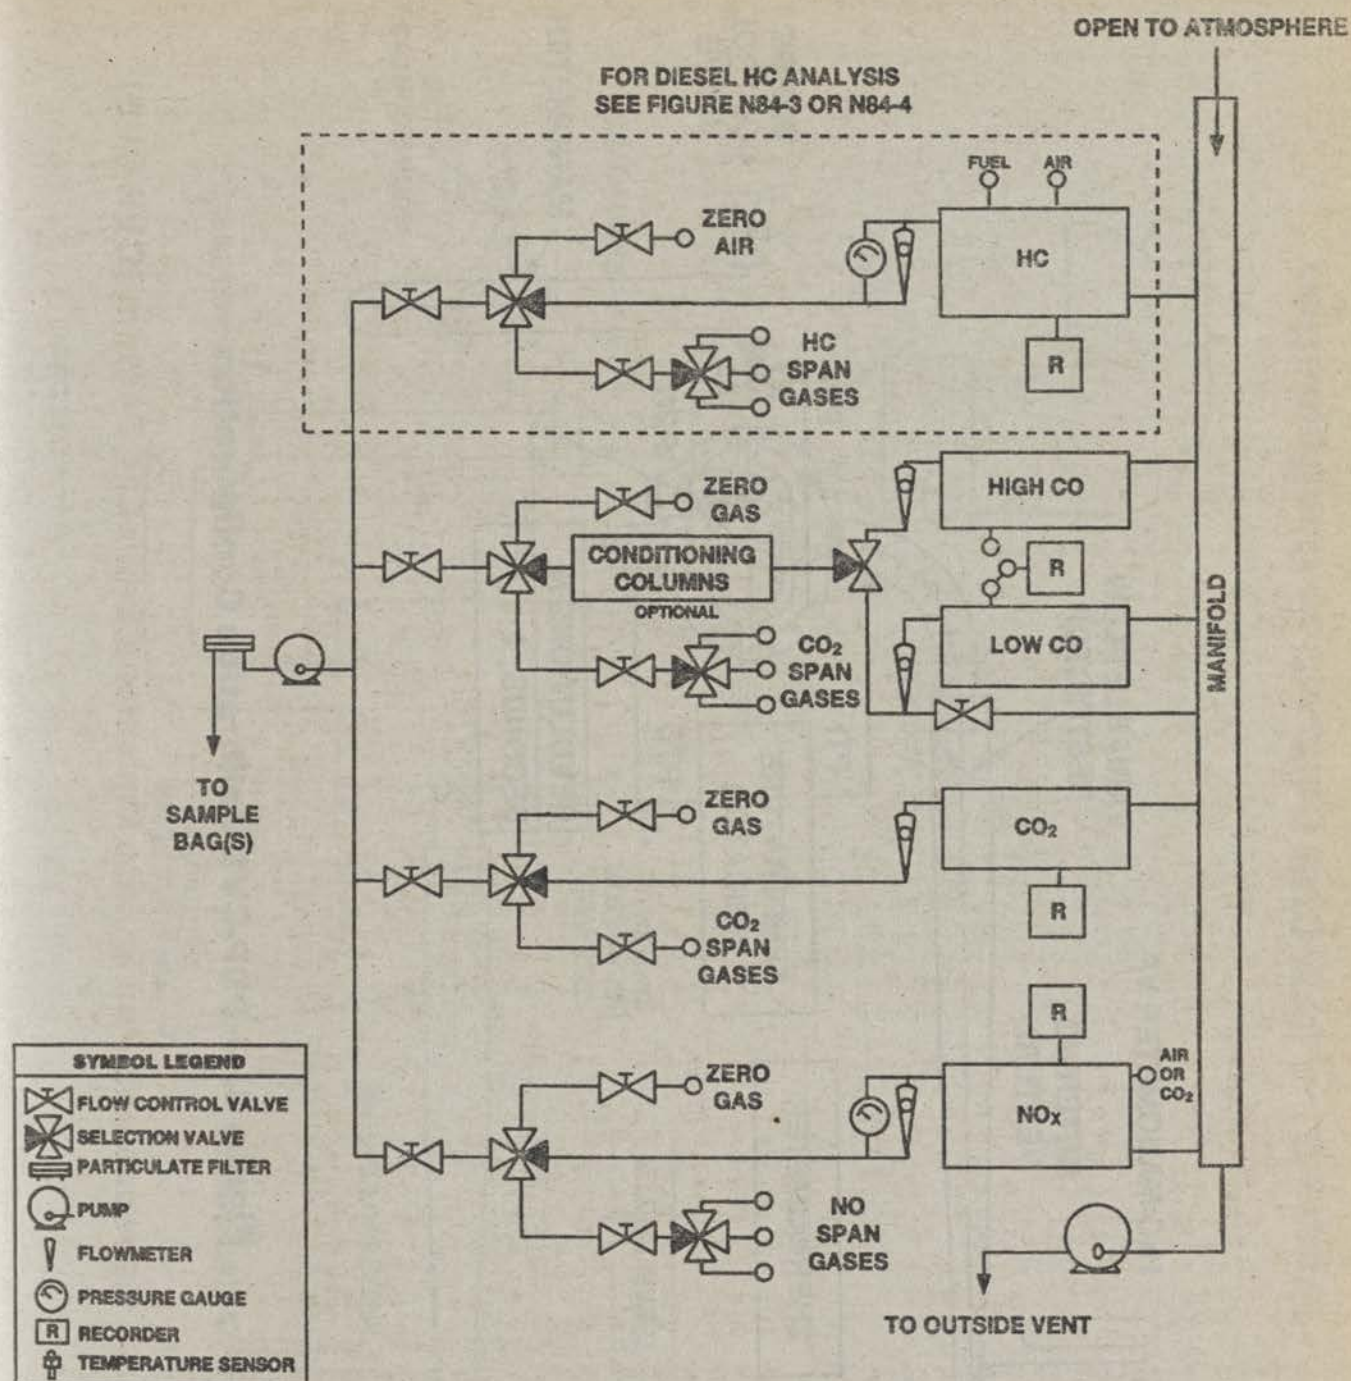 OPEN TO ATMOSPHERE
FOR DIESEL HC ANALYSIS
SEE FIGURE N84-3 OR N84-4
FUEL
AIR
ZERO
AIR
HC
R
HC
SPAN
GASES
ZERO
GAS
HIGH CO
CONDITIONING
COLUMNS
OPTIONAL
R
LOW CO
CO₂
SPAN
GASES
MANIFOLD
TO
SAMPLE
BAG(S)
ZERO
GAS
CO₂
R
CO₂
SPAN
GASES
R
ZERO
GAS
NOx
AIR
OR
CO₂
NO
SPAN
GASES
TO OUTSIDE VENT
SYMBOL LEGEND
FLOW CONTROL VALVE
SELECTION VALVE
PARTICULATE FILTER
PUMP
FLOWMETER
PRESSURE GAUGE
R RECORDER
TEMPERATURE SENSOR